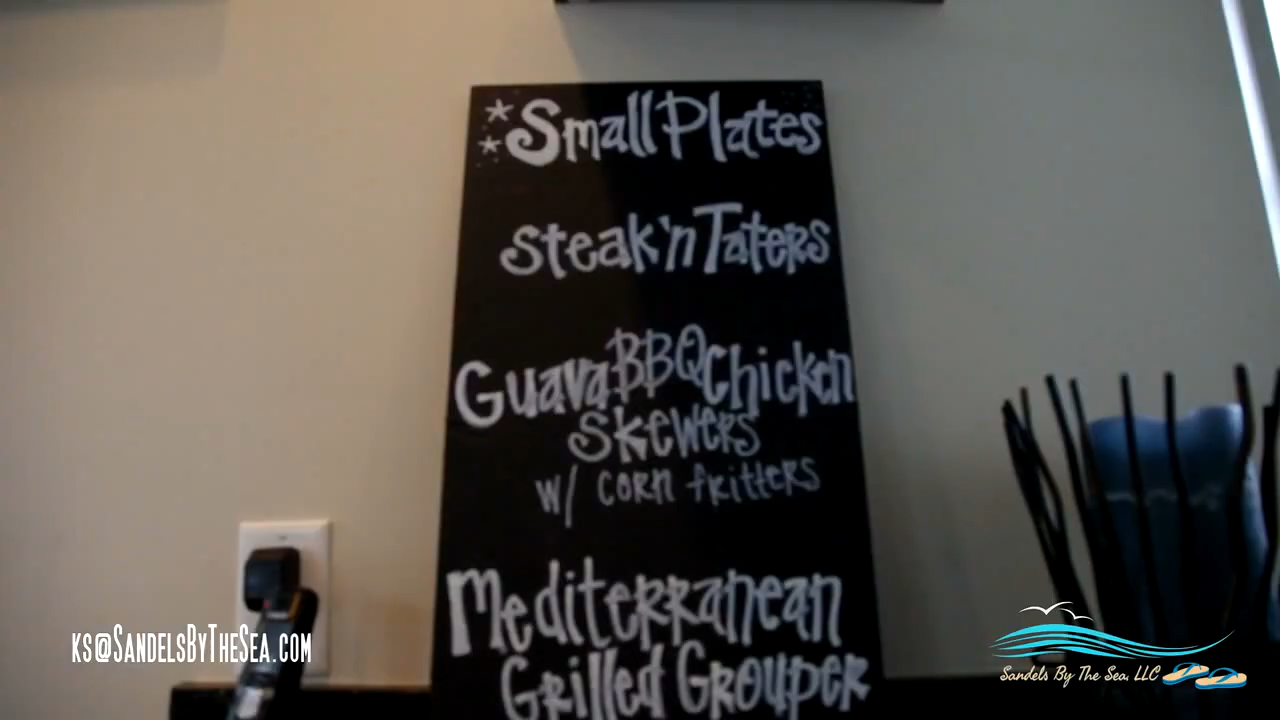 *Small Plates
*
Steak 'n Taters
Guava BBQ Chicken
Skewers
w/ corn fritters
Mediterranean
Grilled Grouper
KS@SANDELSBYTHESEA.COM
Sandels By The Sea, LLC